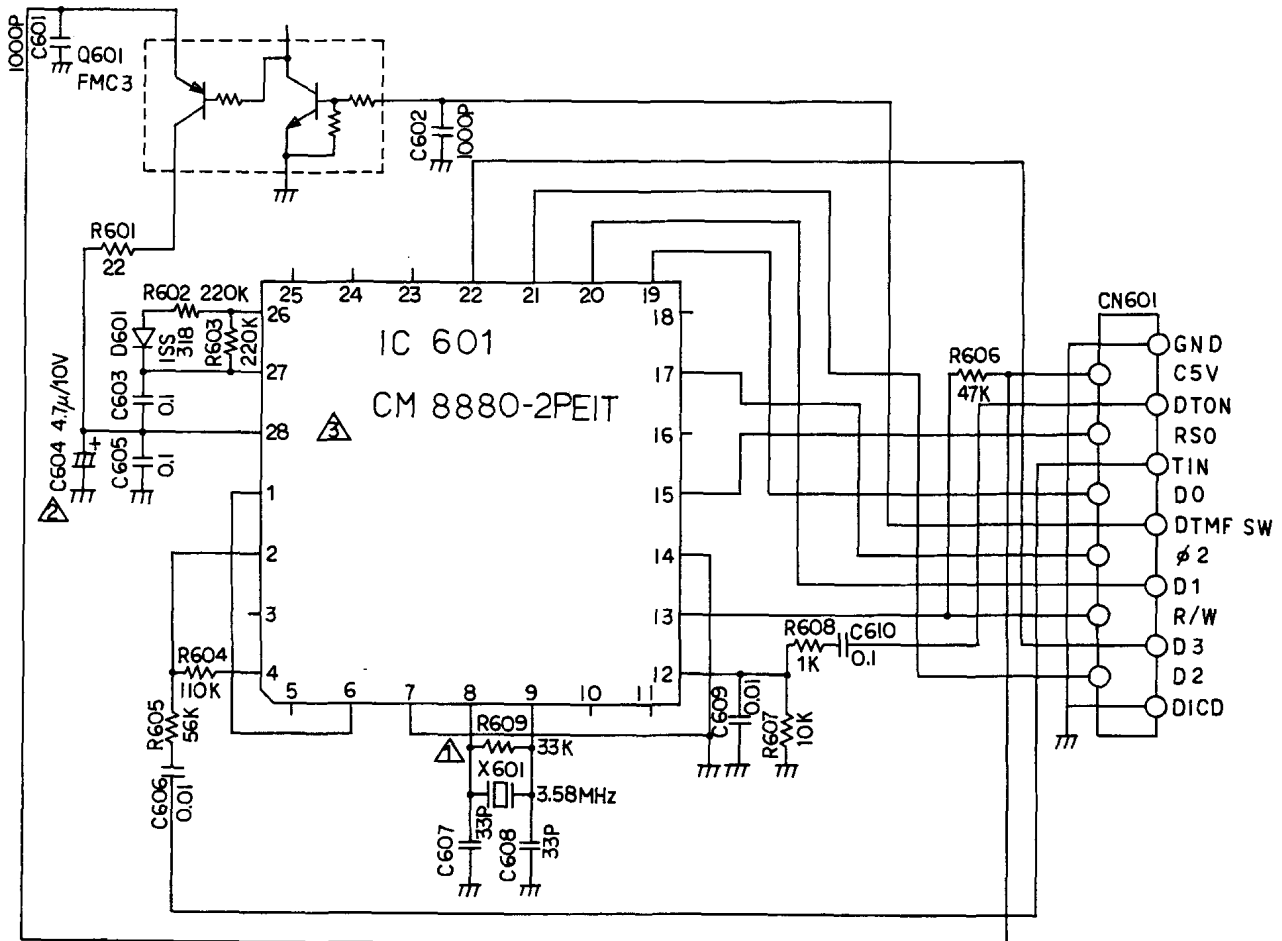 1000P
C601
Q601
FMC3
C602
1000P
R601
22
R602 220K
D601
1SS
318
R603
220K
C603
0.1
C604 4.7μ/10V
+
2
C605
0.1
25 24 23 22 21 20 19
26
27
28
1
2
3
4
5 6 7 8 9 10 11
12
13
14
15
16
17
18
IC 601
CM 8880-2PEIT
3
R604
110K
R605
56K
C606
0.01
1
R609
33K
X601
3.58MHz
C607
33P
C608
33P
C609
0.01
R607
10K
R608
1K
C610
0.1
R606
47K
CN601
GND
C5V
DTON
RSO
TIN
D0
DTMF SW
ϕ2
D1
R/W
D3
D2
DICD